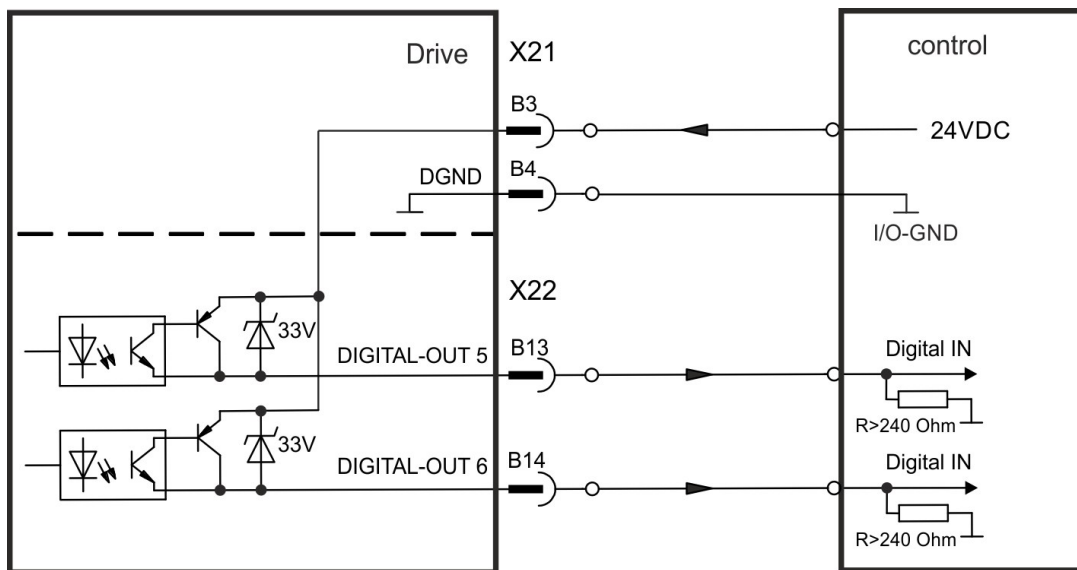 Drive
X21
control
B3
24VDC
DGND
B4
I/O-GND
X22
33V
DIGITAL-OUT 5
B13
Digital IN
R>240 Ohm
33V
DIGITAL-OUT 6
B14
Digital IN
R>240 Ohm